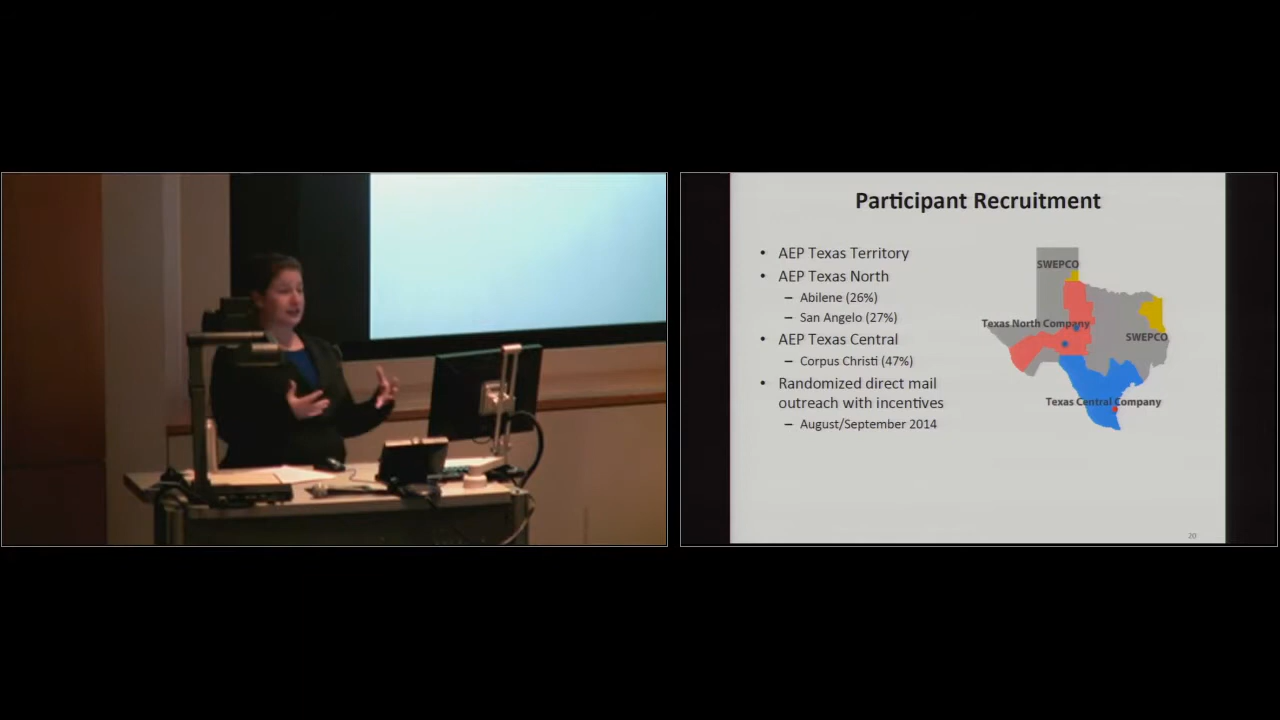 Participant Recruitment
• AEP Texas Territory
• AEP Texas North
– Abilene (26%)
– San Angelo (27%)
• AEP Texas Central
– Corpus Christi (47%)
• Randomized direct mail
outreach with incentives
– August/September 2014
SWEPCO
Texas North Company
SWEPCO
Texas Central Company
20